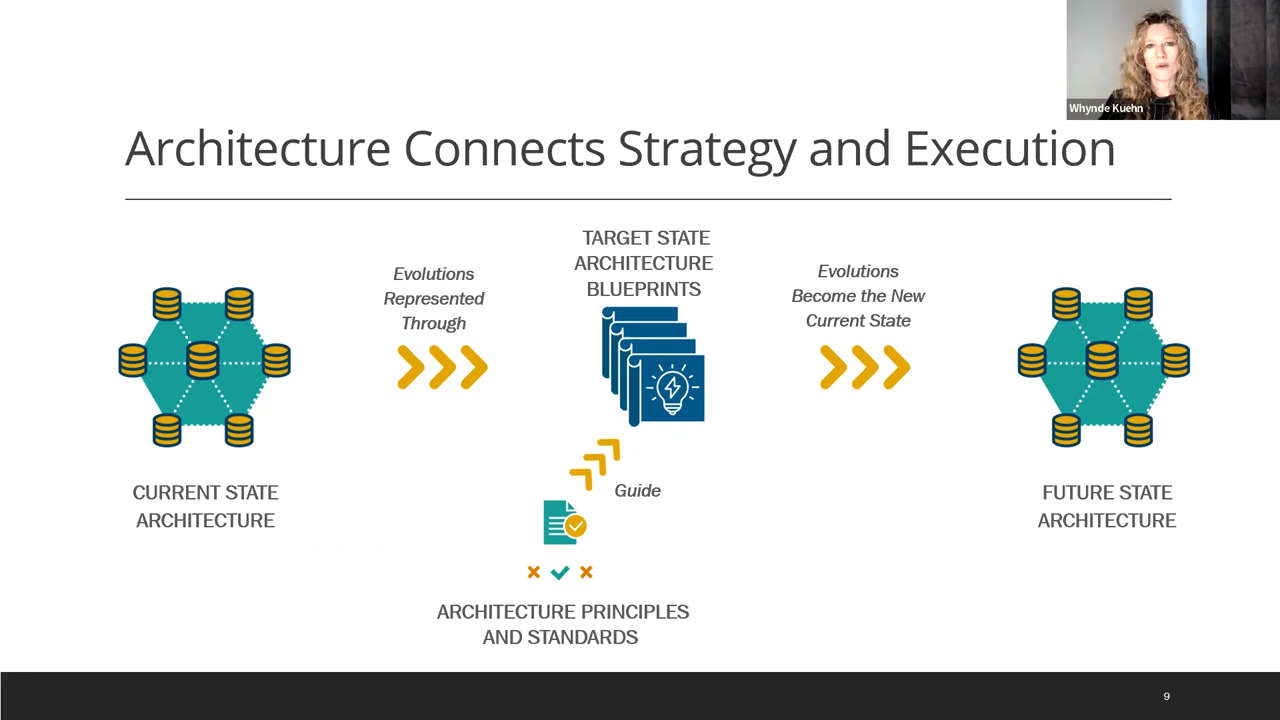 Whynde Kuehn
Architecture Connects Strategy and Execution
Evolutions
Represented
Through
TARGET STATE
ARCHITECTURE
BLUEPRINTS
Evolutions
Become the New
Current State
CURRENT STATE
ARCHITECTURE
Guide
FUTURE STATE
ARCHITECTURE
ARCHITECTURE PRINCIPLES
AND STANDARDS
9